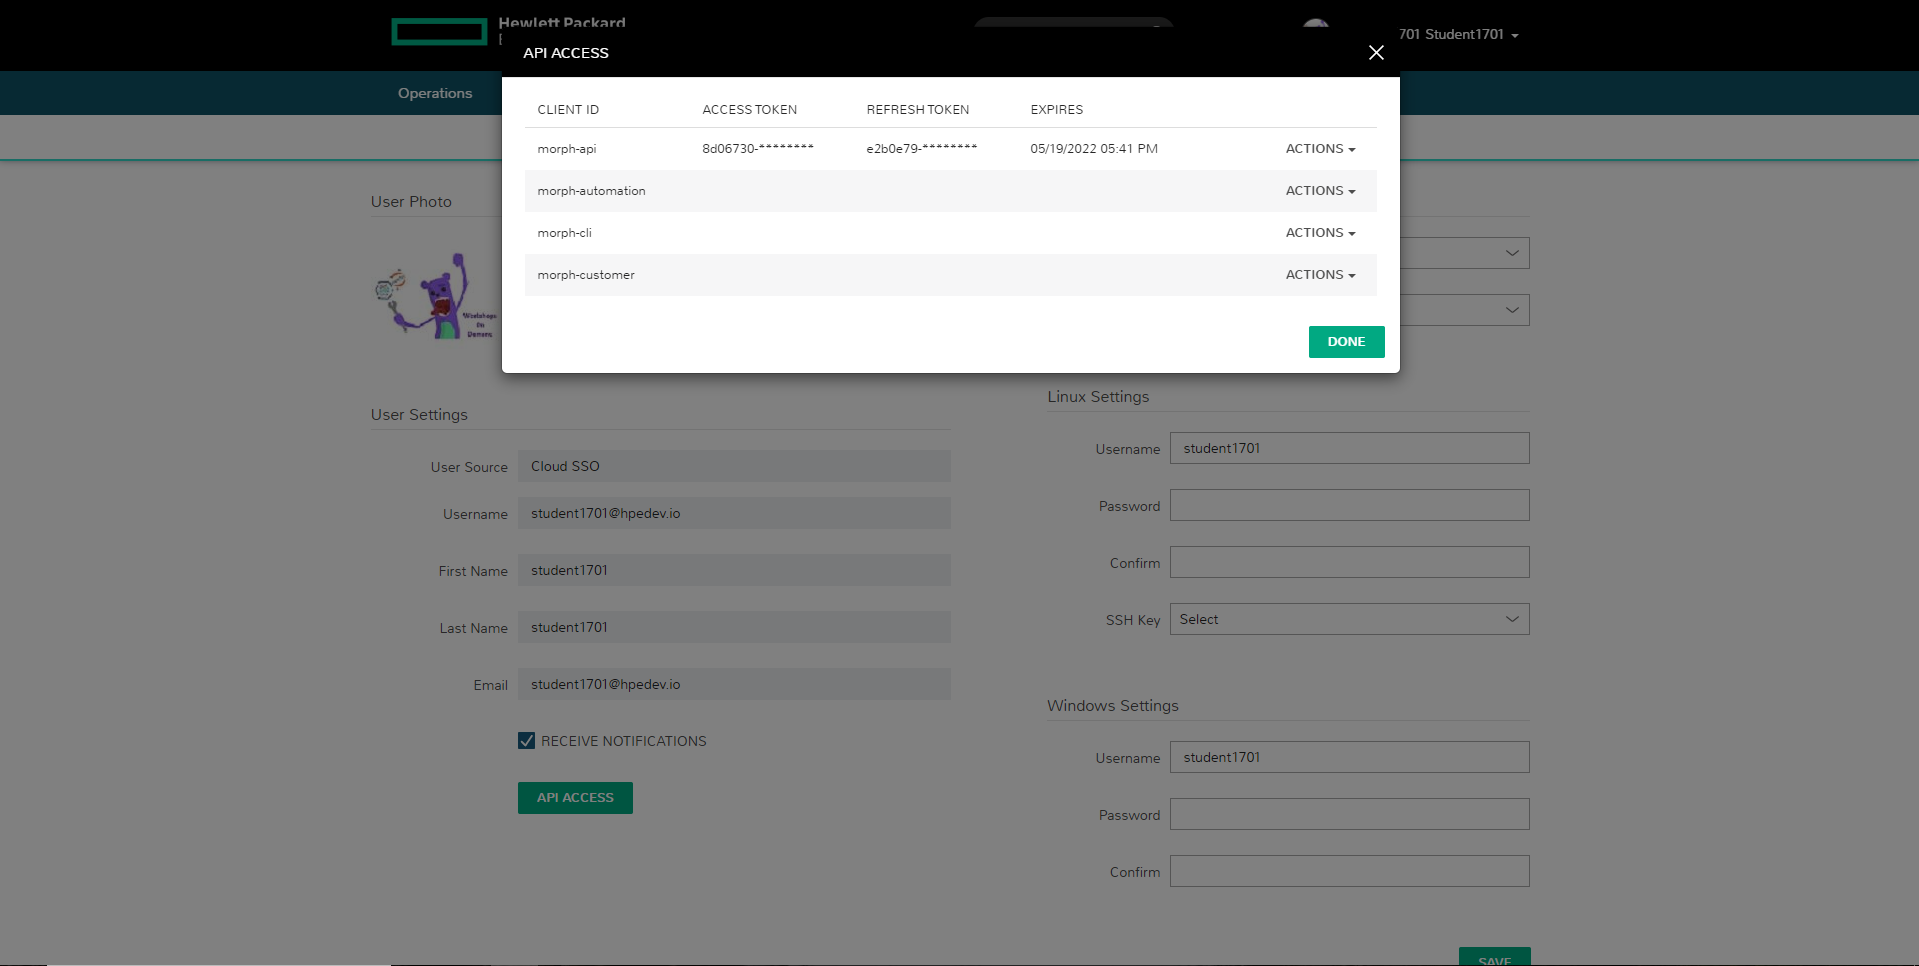 Hewlett Packard
701 Student1701
API ACCESS
Operations
CLIENT ID ACCESS TOKEN REFRESH TOKEN EXPIRES
morph-api 8d06730-******** e2b0e79-******** 05/19/2022 05:41 PM ACTIONS
morph-automation ACTIONS
morph-cli ACTIONS
morph-customer ACTIONS
DONE
User Photo
Workshops
On
Demand
User Settings
User Source Cloud SSO
Username student1701@hpedev.io
First Name student1701
Last Name student1701
Email student1701@hpedev.io
RECEIVE NOTIFICATIONS
API ACCESS
Linux Settings
Username student1701
Password
Confirm
SSH Key Select
Windows Settings
Username student1701
Password
Confirm
SAVE